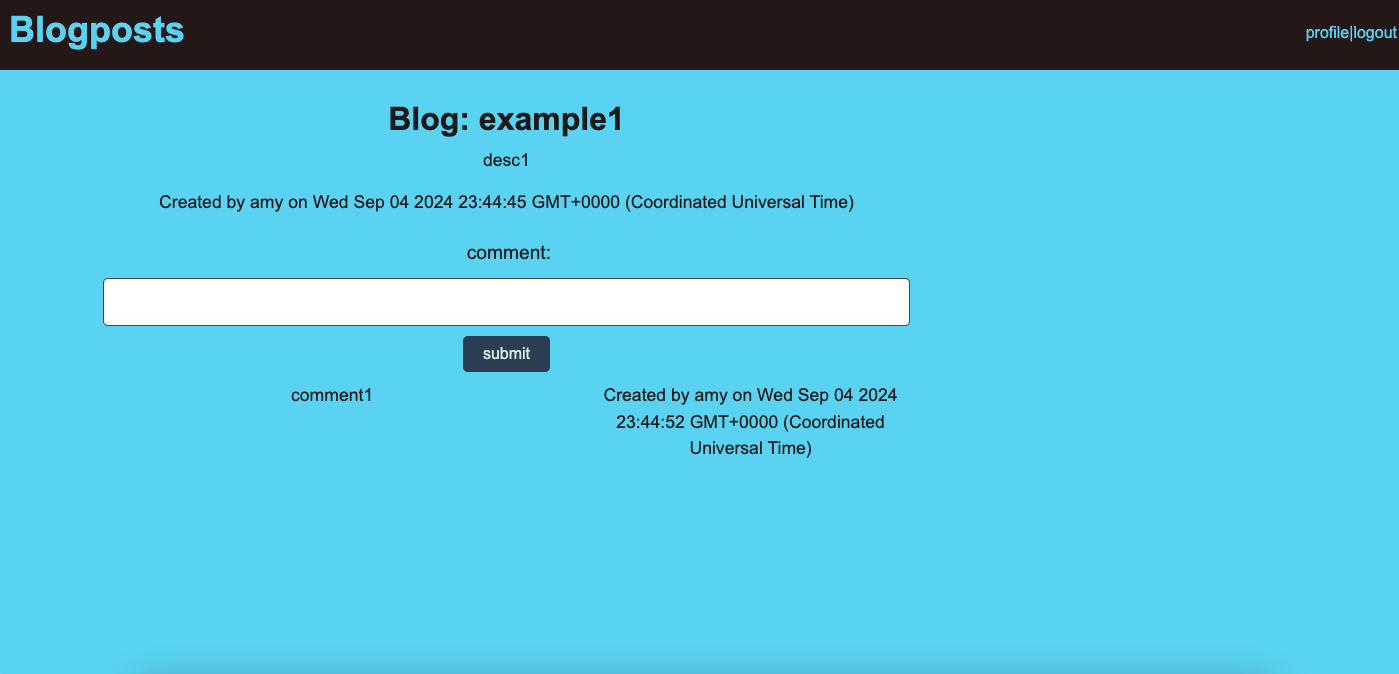 Blogposts
profile|logout
Blog: example1
desc1
Created by amy on Wed Sep 04 2024 23:44:45 GMT+0000 (Coordinated Universal Time)
comment:
submit
comment1
Created by amy on Wed Sep 04 2024
23:44:52 GMT+0000 (Coordinated
Universal Time)